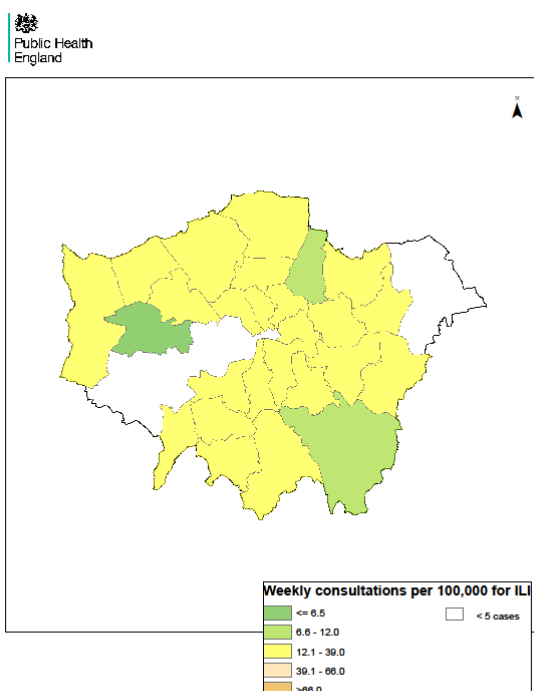 Public Health
England
Weekly consultations per 100,000 for ILI
<= 6.5
< 5 cases
6.6 - 12.0
12.1 - 39.0
39.1 - 66.0
>66.0